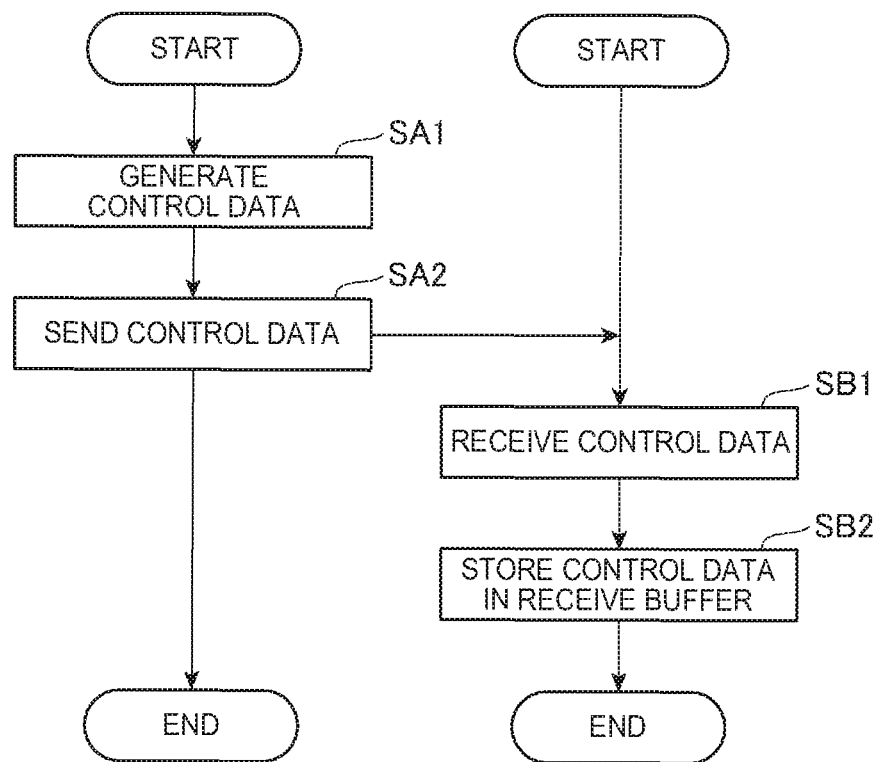 START
START
SA1
GENERATE
CONTROL DATA
SA2
SEND CONTROL DATA
SB1
RECEIVE CONTROL DATA
SB2
STORE CONTROL DATA
IN RECEIVE BUFFER
END
END